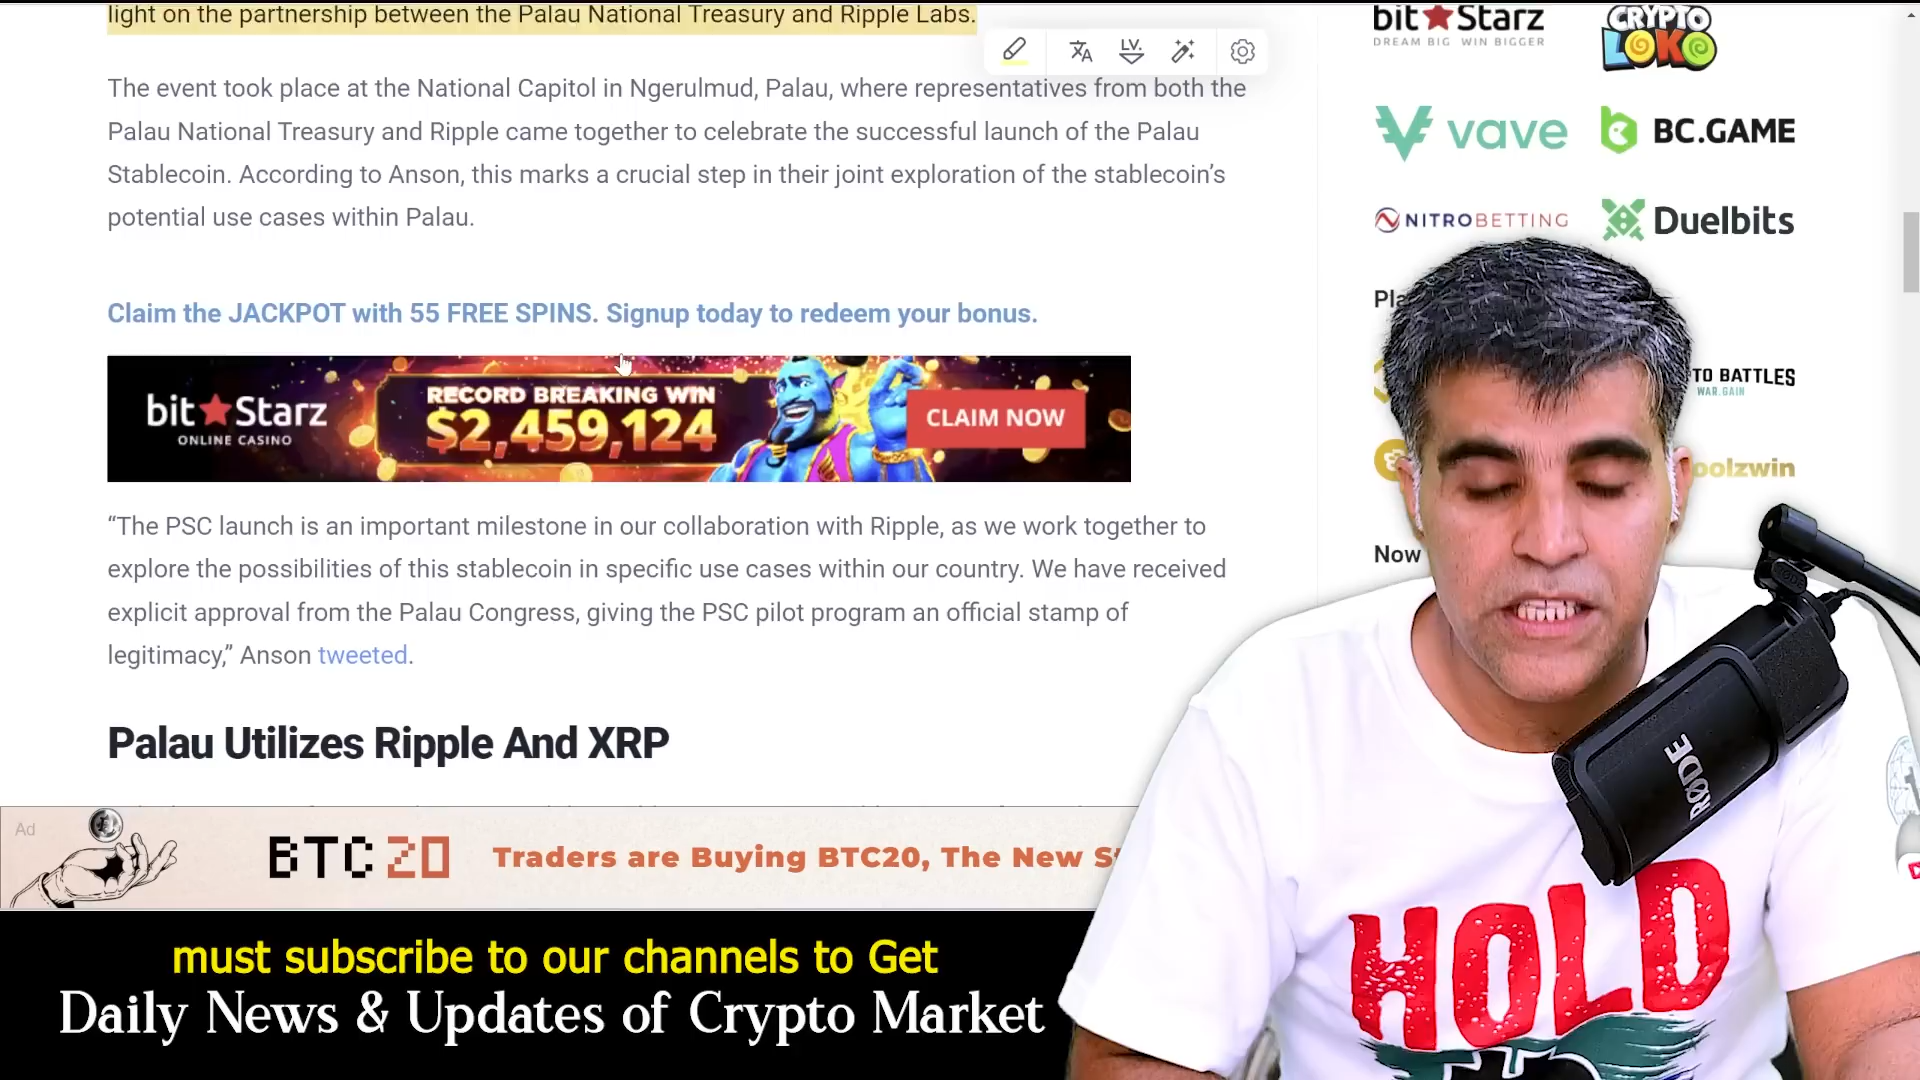 light on the partnership between the Palau National Treasury and Ripple Labs.
The event took place at the National Capitol in Ngerulmud, Palau, where representatives from both the
Palau National Treasury and Ripple came together to celebrate the successful launch of the Palau
Stablecoin. According to Anson, this marks a crucial step in their joint exploration of the stablecoin’s
potential use cases within Palau.
Claim the JACKPOT with 55 FREE SPINS. Signup today to redeem your bonus.
bit Starz
ONLINE CASINO
RECORD BREAKING WIN
$2,459,124
CLAIM NOW
“The PSC launch is an important milestone in our collaboration with Ripple, as we work together to
explore the possibilities of this stablecoin in specific use cases within our country. We have received
explicit approval from the Palau Congress, giving the PSC pilot program an official stamp of
legitimacy,” Anson tweeted.
Palau Utilizes Ripple And XRP
Ad
BTC20
Traders are Buying BTC20, The New
must subscribe to our channels to Get
Daily News & Updates of Crypto Market
LV.
bit Starz
DREAM BIG WIN BIGGER
CRYPTO
LOKO
vave
BC.GAME
NITROBETTING
Duelbits
TO BATTLES
WAR.GAIN
oolzwin
Now
RØDE
HOLD